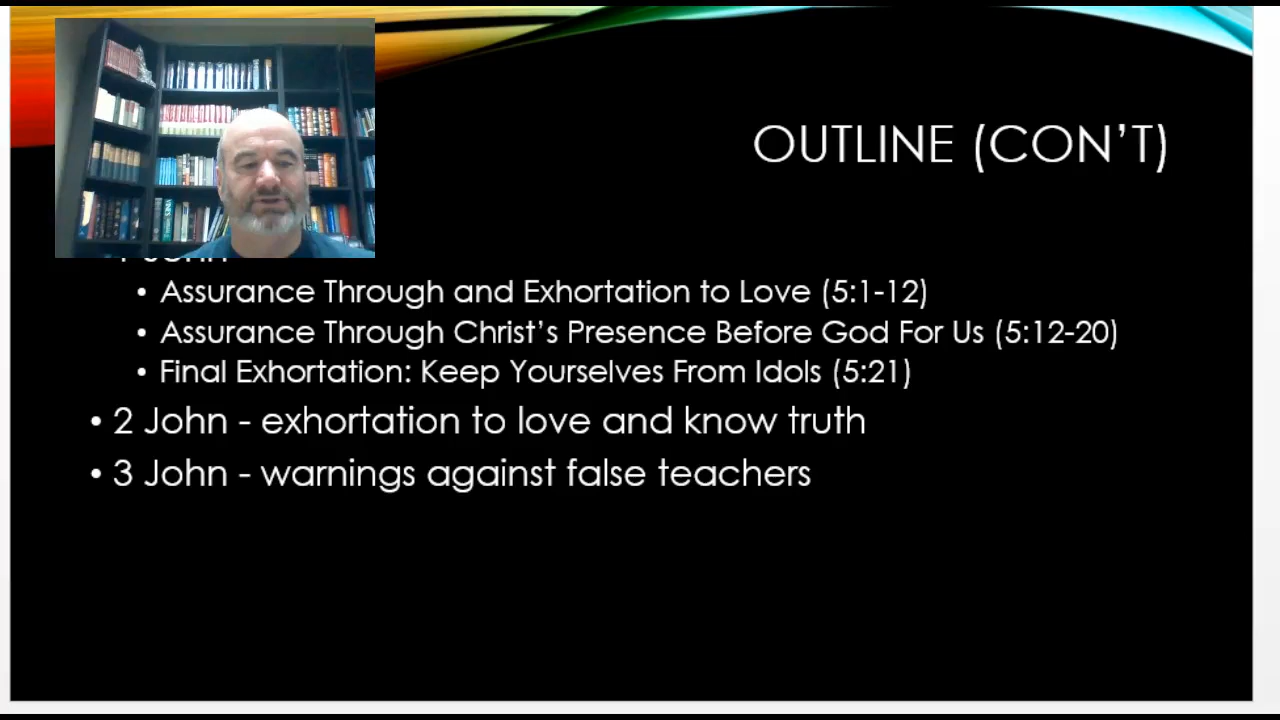 OUTLINE (CON’T)
John
• Assurance Through and Exhortation to Love (5:1-12)
• Assurance Through Christ’s Presence Before God For Us (5:12-20)
• Final Exhortation: Keep Yourselves From Idols (5:21)
• 2 John - exhortation to love and know truth
• 3 John - warnings against false teachers